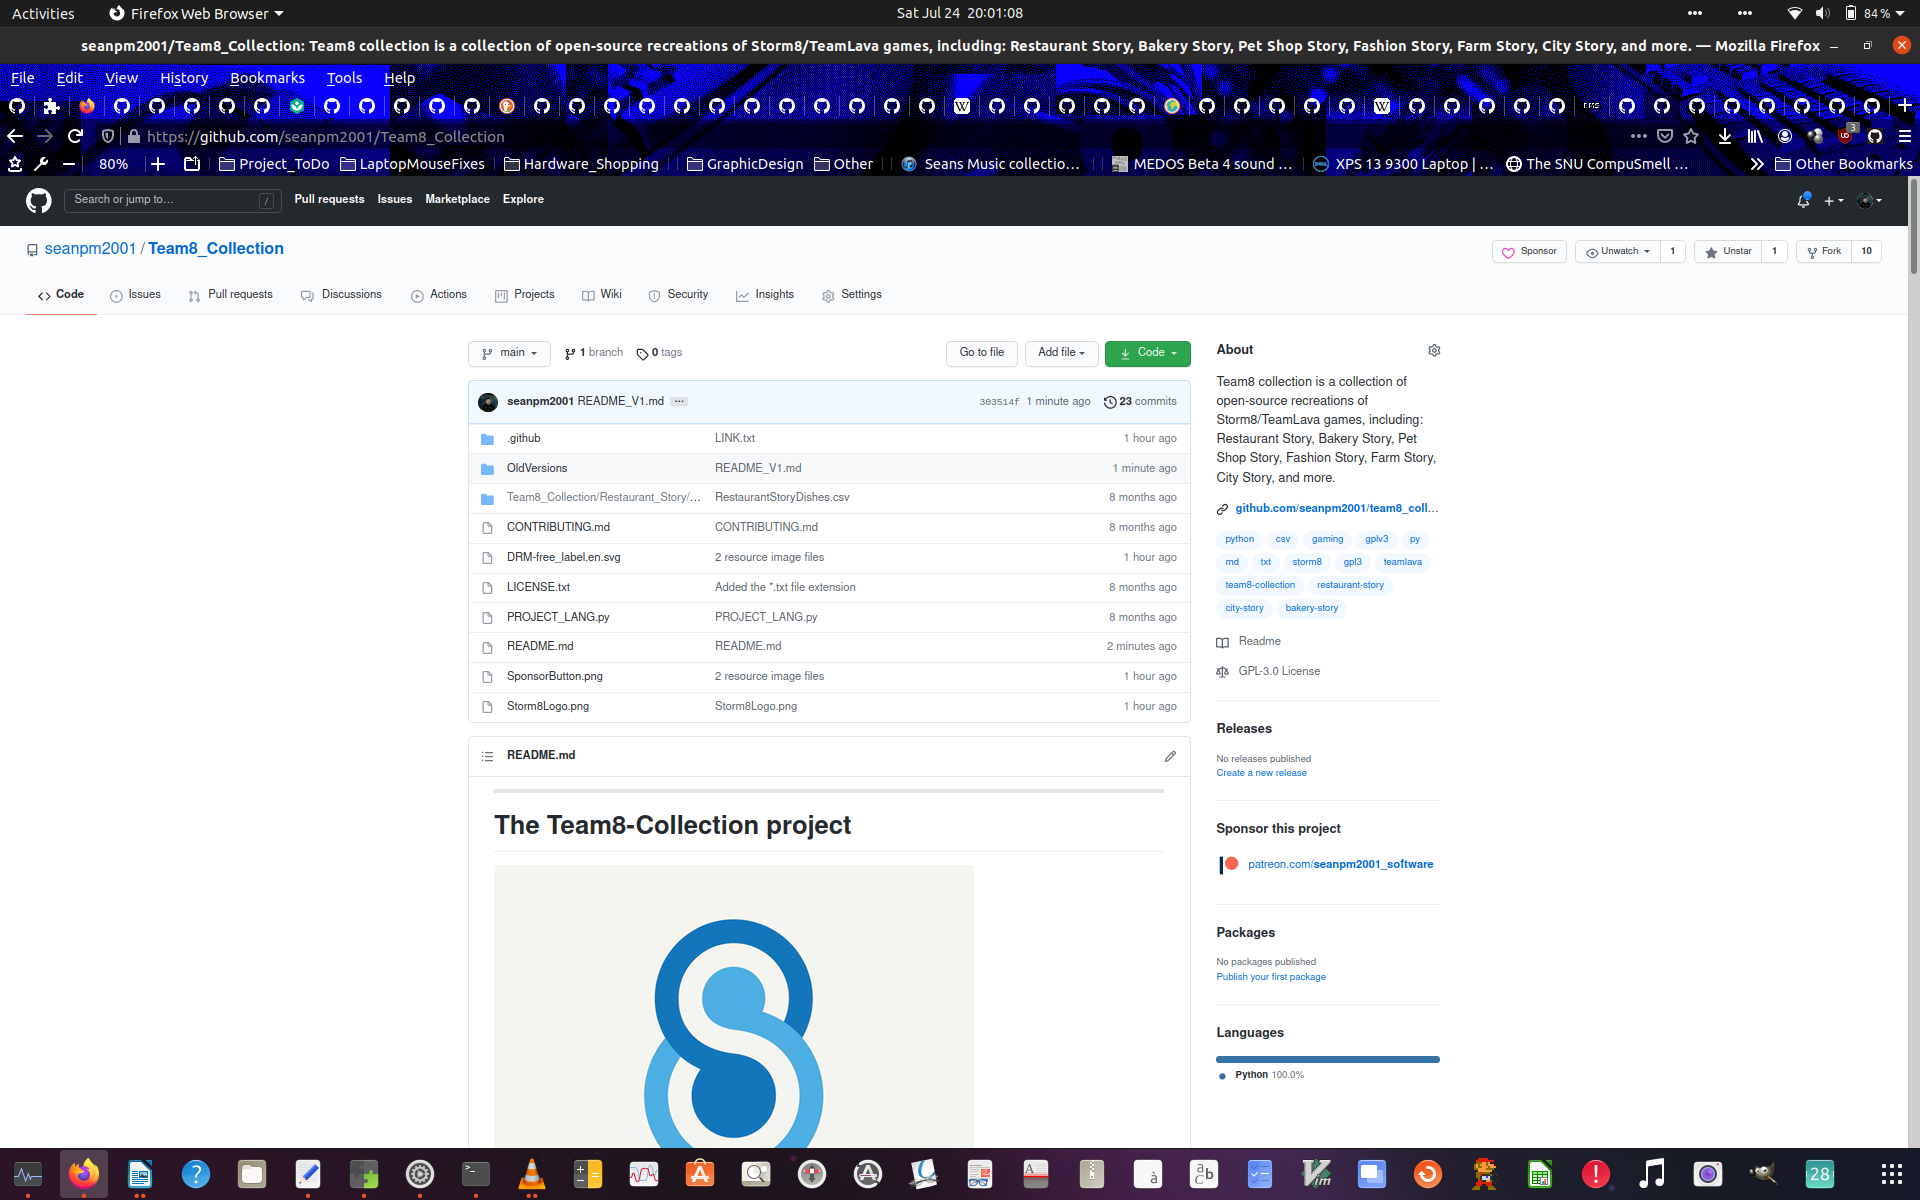 Activities Firefox Web Browser Sat Jul 24 20:01:08 84 %
seanpm2001/Team8_Collection: Team8 collection is a collection of open-source recreations of Storm8/TeamLava games, including: Restaurant Story, Bakery Story, Pet Shop Story, Fashion Story, Farm Story, City Story, and more. — Mozilla Firefox
File Edit View History Bookmarks Tools Help
https://github.com/seanpm2001/Team8_Collection 3
80% Project_ToDo LaptopMouseFixes Hardware_Shopping GraphicDesign Other Seans Music collectio… MEDOS Beta 4 sound … XPS 13 9300 Laptop | … The SNU CompuSmell … Other Bookmarks
Search or jump to… / Pull requests Issues Marketplace Explore
seanpm2001 / Team8_Collection Sponsor Unwatch 1 Unstar 1 Fork 10
Code Issues Pull requests Discussions Actions Projects Wiki Security Insights Settings
main 1 branch 0 tags Go to file Add file Code
seanpm2001 README_V1.md ... 303514f 1 minute ago 23 commits
.github LINK.txt 1 hour ago
OldVersions README_V1.md 1 minute ago
Team8_Collection/Restaurant_Story/… RestaurantStoryDishes.csv 8 months ago
CONTRIBUTING.md CONTRIBUTING.md 8 months ago
DRM-free_label.en.svg 2 resource image files 1 hour ago
LICENSE.txt Added the *.txt file extension 8 months ago
PROJECT_LANG.py PROJECT_LANG.py 8 months ago
README.md README.md 2 minutes ago
SponsorButton.png 2 resource image files 1 hour ago
Storm8Logo.png Storm8Logo.png 1 hour ago
README.md
The Team8-Collection project
About
Team8 collection is a collection of
open-source recreations of
Storm8/TeamLava games, including:
Restaurant Story, Bakery Story, Pet
Shop Story, Fashion Story, Farm Story,
City Story, and more.
github.com/seanpm2001/team8_coll…
python csv gaming gplv3 py
md txt storm8 gpl3 teamlava
team8-collection restaurant-story
city-story bakery-story
Readme
GPL-3.0 License
Releases
No releases published
Create a new release
Sponsor this project
patreon.com/seanpm2001_software
Packages
No packages published
Publish your first package
Languages
Python 100.0%
28